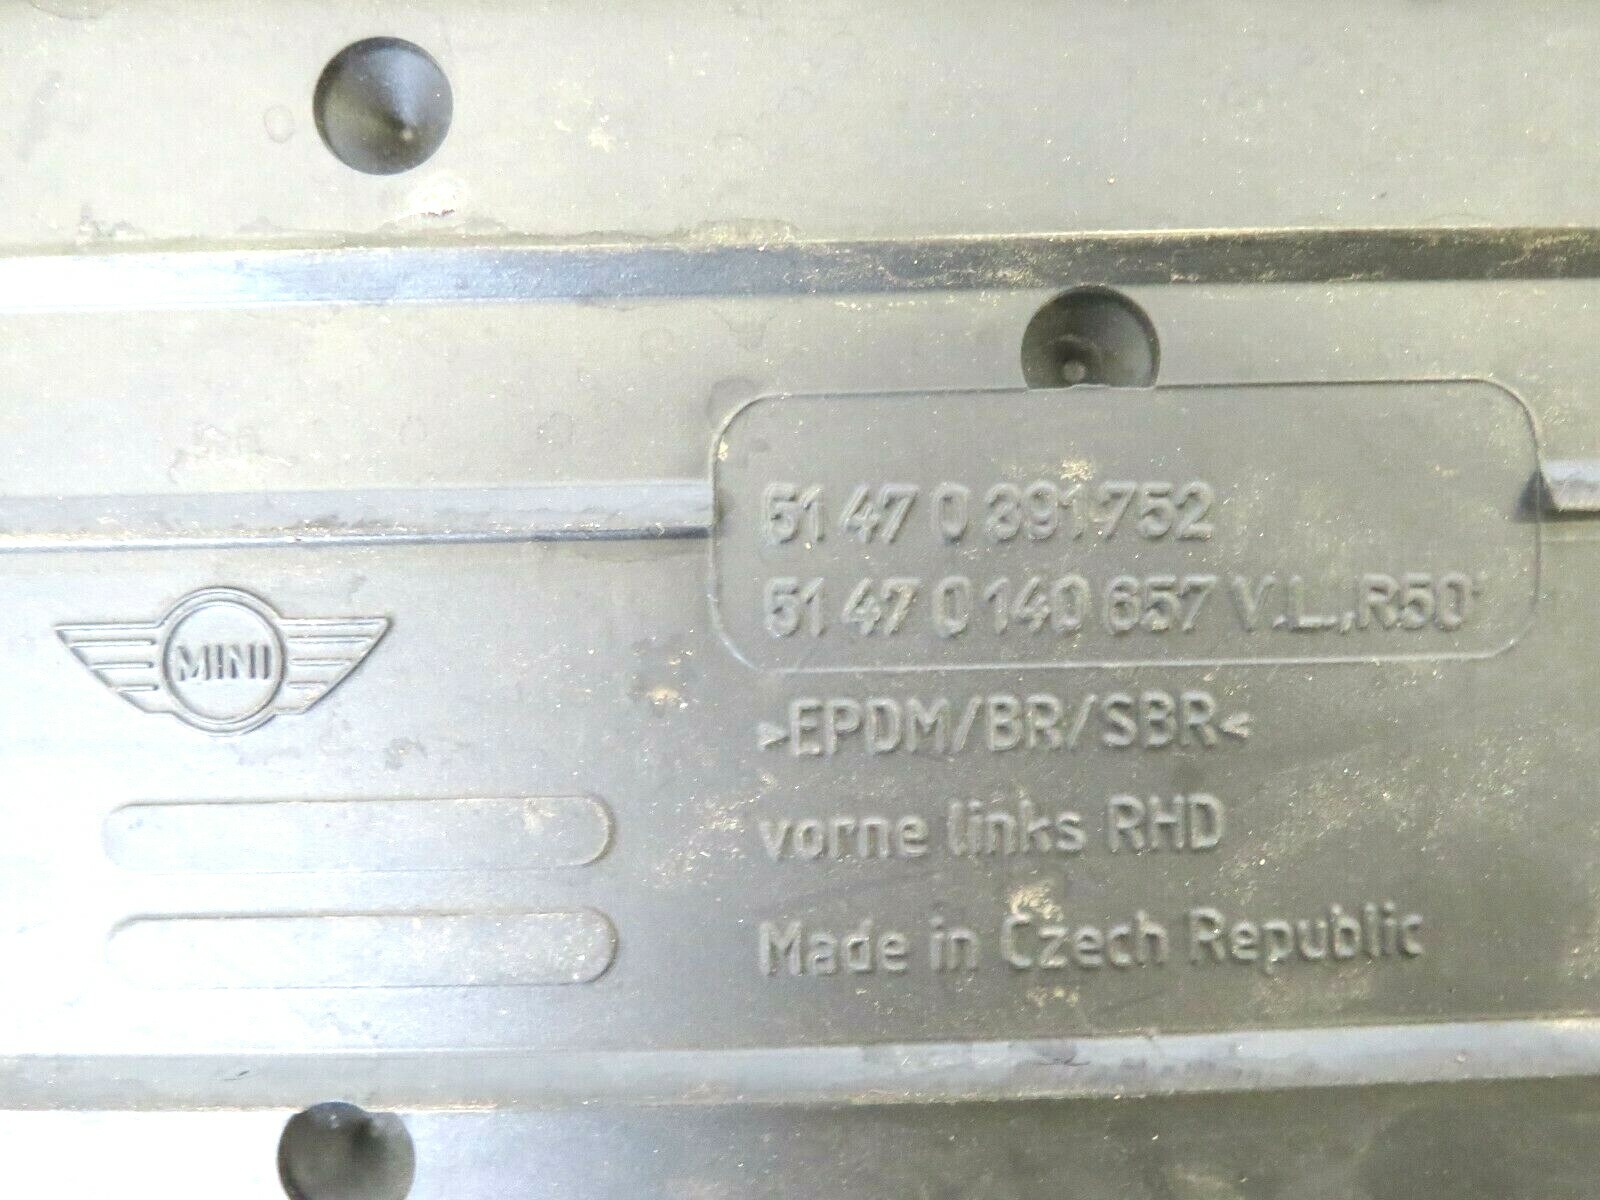 51 47 0 391 752
51 47 0 140 657 V.L.,R50
MINI
>EPDM/BR/SBR<
vorne links RHD
Made in Czech Republic